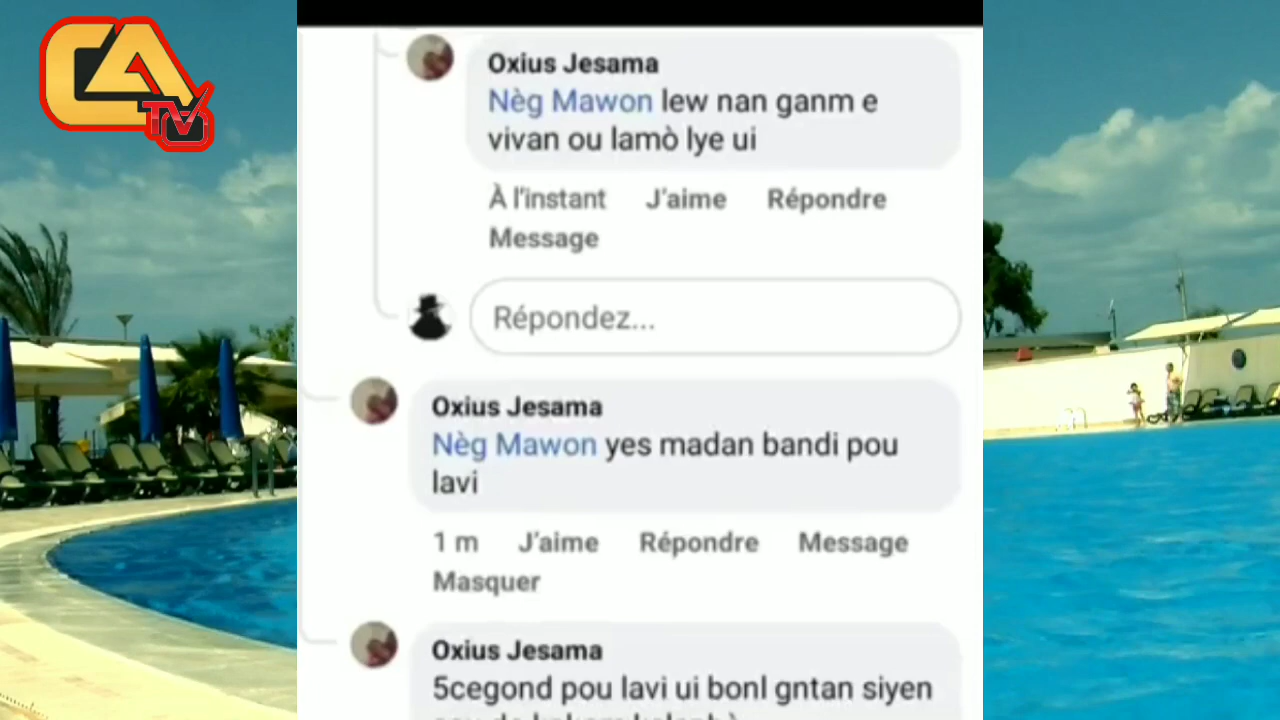 CA
TV
Oxius Jesama
Nèg Mawon lew nan ganm e
vivan ou lamò lye ui
À l'instant J'aime Répondre
Message
Répondez...
Oxius Jesama
Nèg Mawon yes madan bandi pou
lavi
1 m J'aime Répondre Message
Masquer
Oxius Jesama
5cegond pou lavi ui bonl gntan siyen